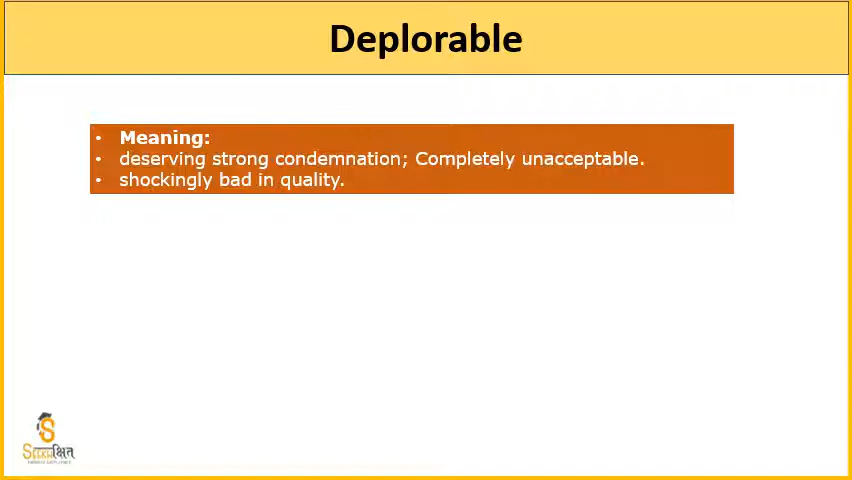 Deplorable
• Meaning:
• deserving strong condemnation; Completely unacceptable.
• shockingly bad in quality.